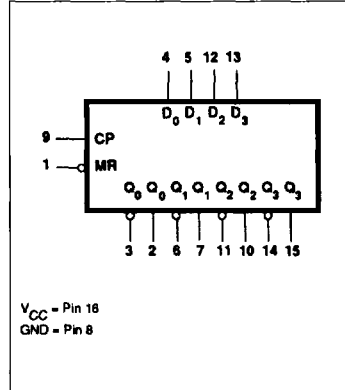 4 5 12 13
D0 D1 D2 D3
9 CP
1 MR
Q0 Q0 Q1 Q1 Q2 Q2 Q3 Q3
3 2 6 7 11 10 14 15
VCC = Pin 16
GND = Pin 8